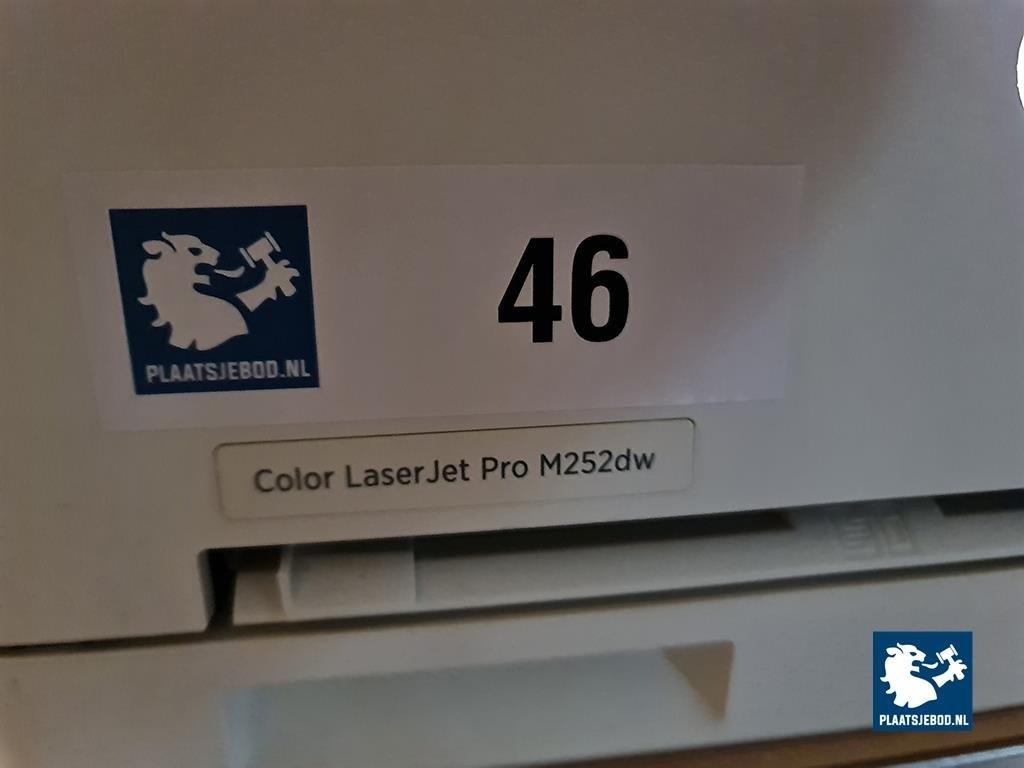 46
PLAATSJEBOD.NL
Color LaserJet Pro M252dw
PLAATSJEBOD.NL